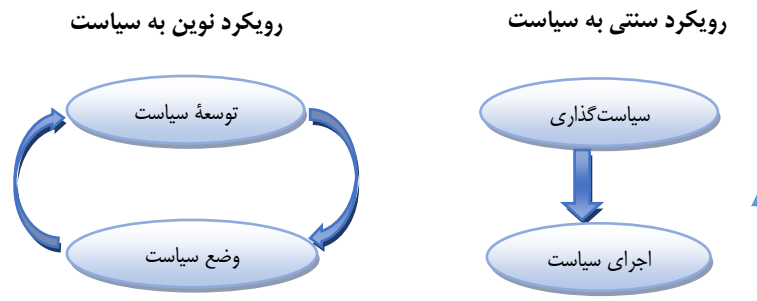 رویکرد سنتی به سیاست
سیاست‌گذاری
اجرای سیاست
رویکرد نوین به سیاست
توسعهٔ سیاست
وضع سیاست